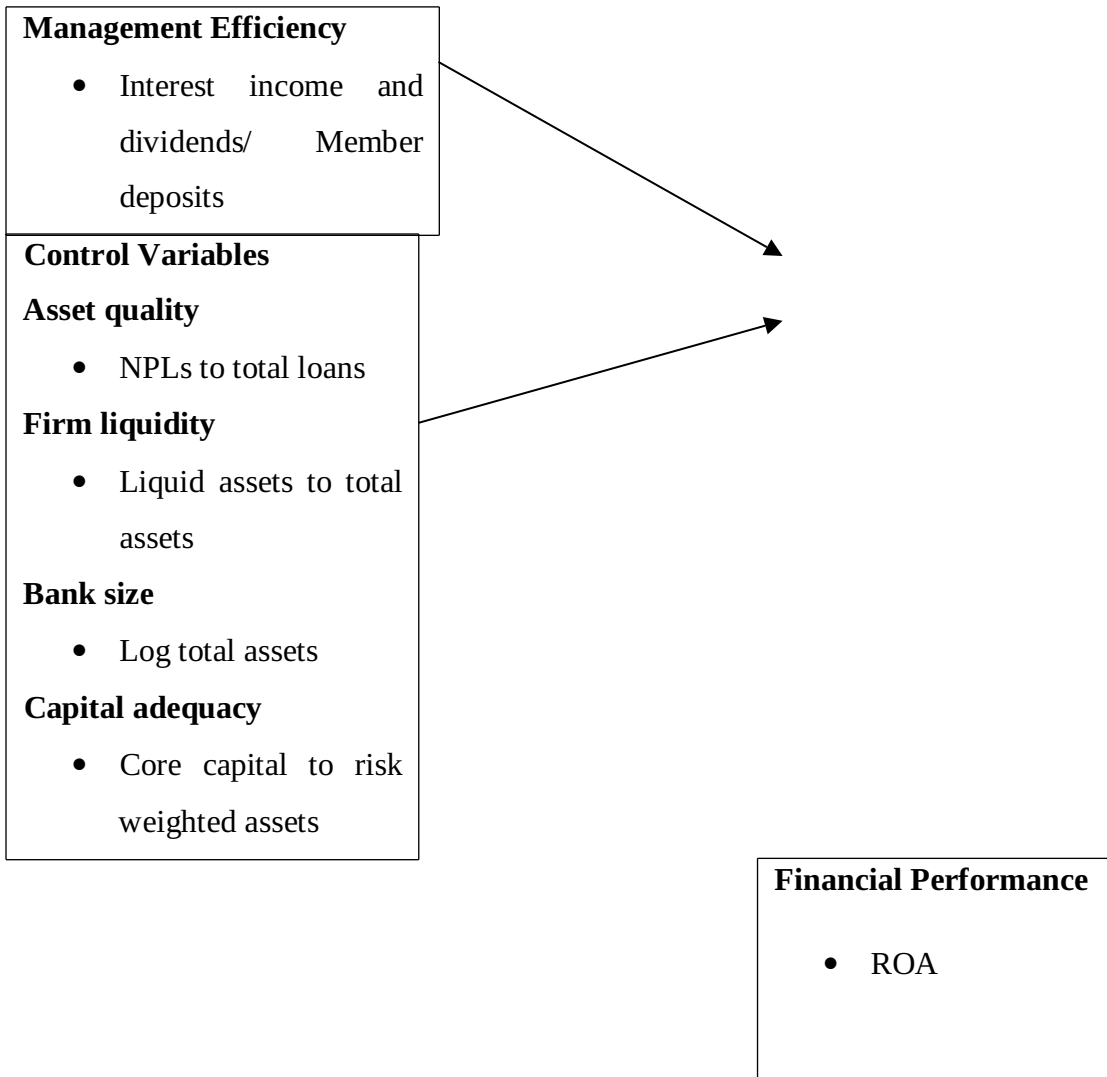 Management Efficiency
• Interest income and
dividends/ Member
deposits
Control Variables
Asset quality
• NPLs to total loans
Firm liquidity
• Liquid assets to total
assets
Bank size
• Log total assets
Capital adequacy
• Core capital to risk
weighted assets
Financial Performance
• ROA